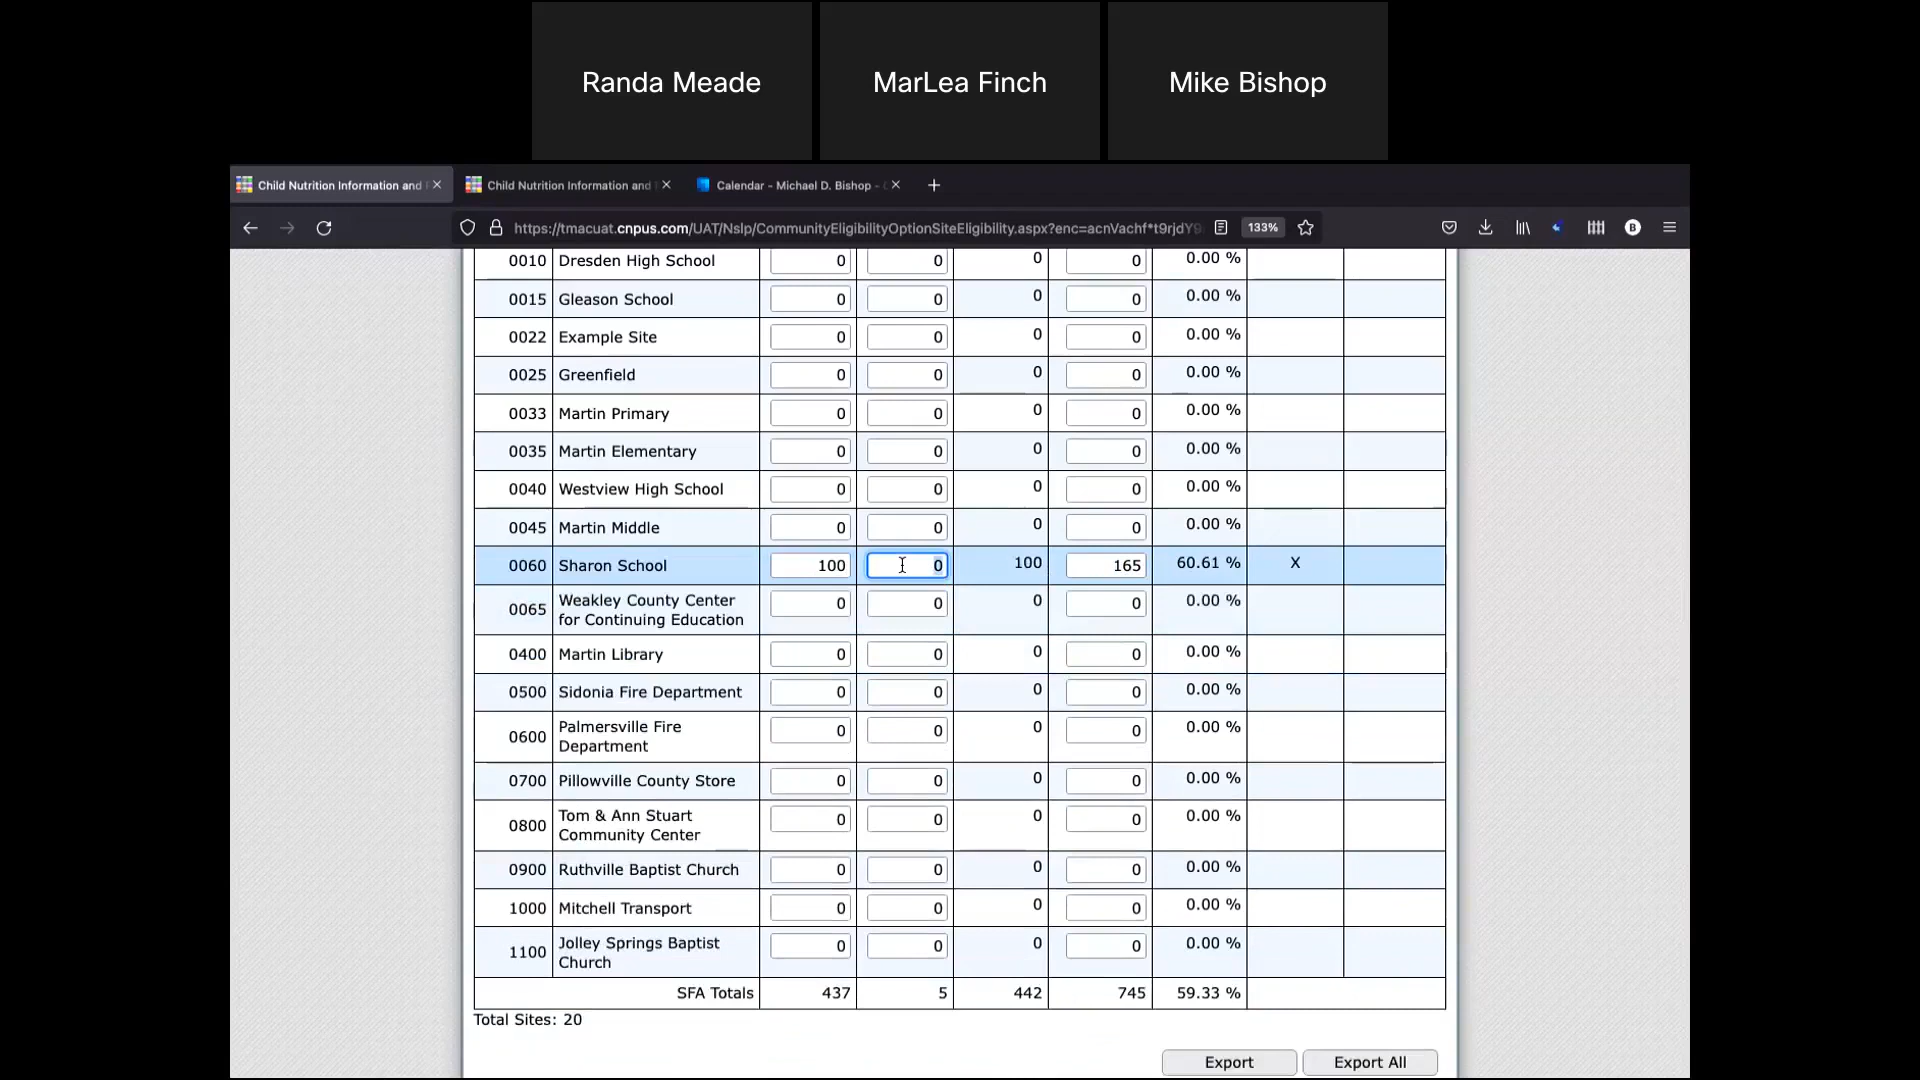 Randa Meade
MarLea Finch
Mike Bishop
Child Nutrition Information and
Child Nutrition Information and
Calendar - Michael D. Bishop -
https://tmacuat.cnpus.com/UAT/Nslp/CommunityEligibilityOptionSiteEligibility.aspx?enc=acnVachf*t9rjdY9
133%
B
0010 Dresden High School 0 0 0 0 0.00 %
0015 Gleason School 0 0 0 0 0.00 %
0022 Example Site 0 0 0 0 0.00 %
0025 Greenfield 0 0 0 0 0.00 %
0033 Martin Primary 0 0 0 0 0.00 %
0035 Martin Elementary 0 0 0 0 0.00 %
0040 Westview High School 0 0 0 0 0.00 %
0045 Martin Middle 0 0 0 0 0.00 %
0060 Sharon School 100 0 100 165 60.61 % X
0065 Weakley County Center
for Continuing Education 0 0 0 0 0.00 %
0400 Martin Library 0 0 0 0 0.00 %
0500 Sidonia Fire Department 0 0 0 0 0.00 %
0600 Palmersville Fire
Department 0 0 0 0 0.00 %
0700 Pillowville County Store 0 0 0 0 0.00 %
0800 Tom & Ann Stuart
Community Center 0 0 0 0 0.00 %
0900 Ruthville Baptist Church 0 0 0 0 0.00 %
1000 Mitchell Transport 0 0 0 0 0.00 %
1100 Jolley Springs Baptist
Church 0 0 0 0 0.00 %
SFA Totals 437 5 442 745 59.33 %
Total Sites: 20
Export Export All